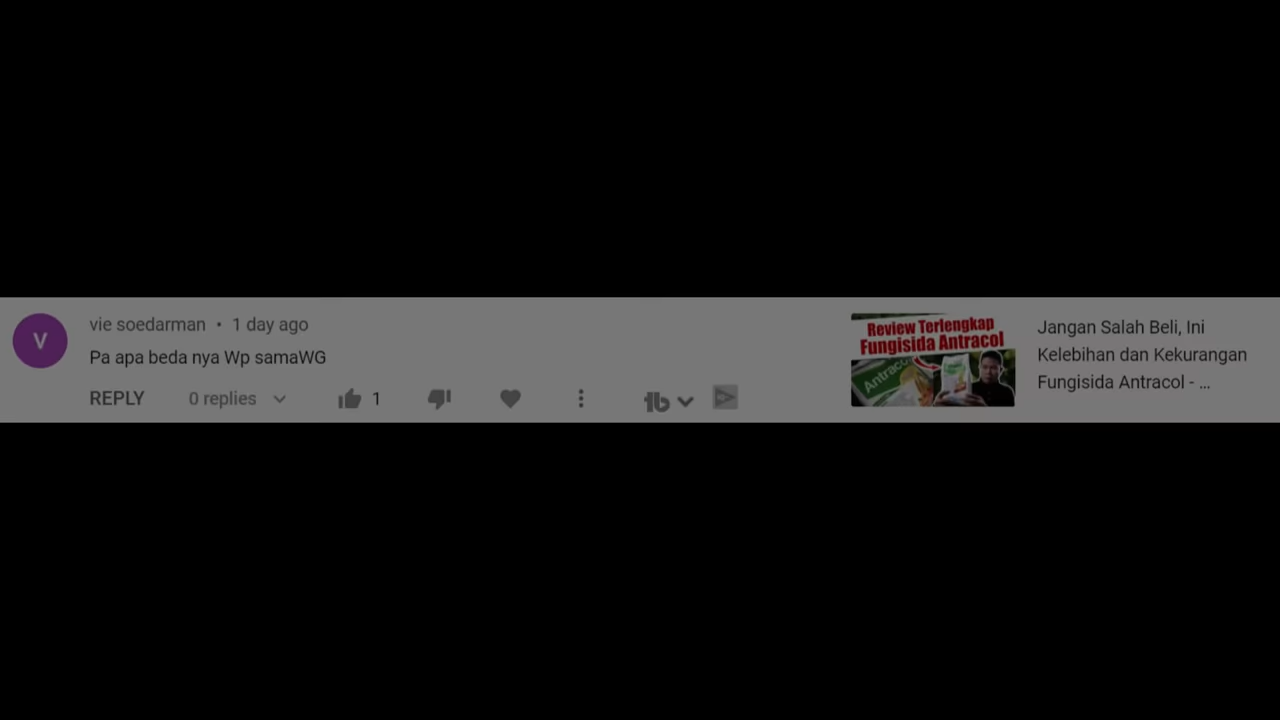 V
vie soedarman • 1 day ago
Pa apa beda nya Wp samaWG
REPLY 0 replies 1
Review Terlengkap
Fungisida Antracol
Antracol
Jangan Salah Beli, Ini
Kelebihan dan Kekurangan
Fungisida Antracol - ...